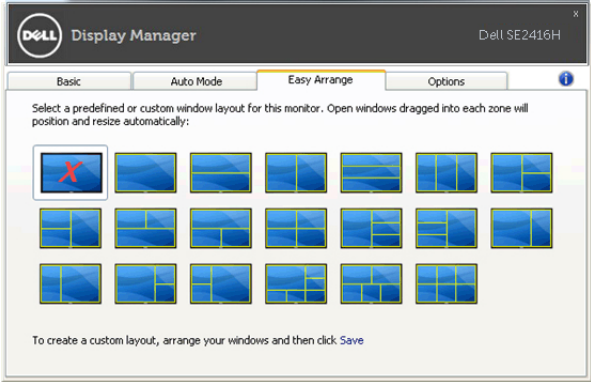 DELL Display Manager
x
Dell SE2416H
Basic Auto Mode Easy Arrange Options i
Select a predefined or custom window layout for this monitor. Open windows dragged into each zone will
position and resize automatically:
X
To create a custom layout, arrange your windows and then click Save